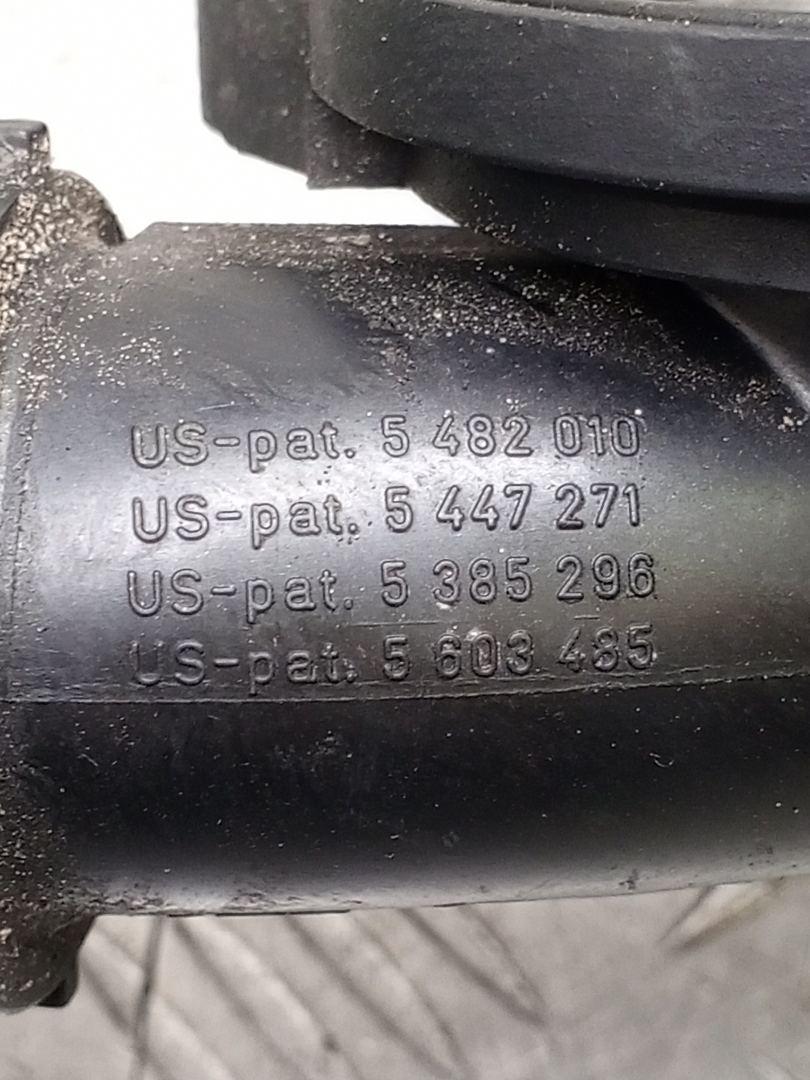 US-pat. 5 482 010
US-pat. 5 447 271
US-pat. 5 385 296
US-pat. 5 603 485